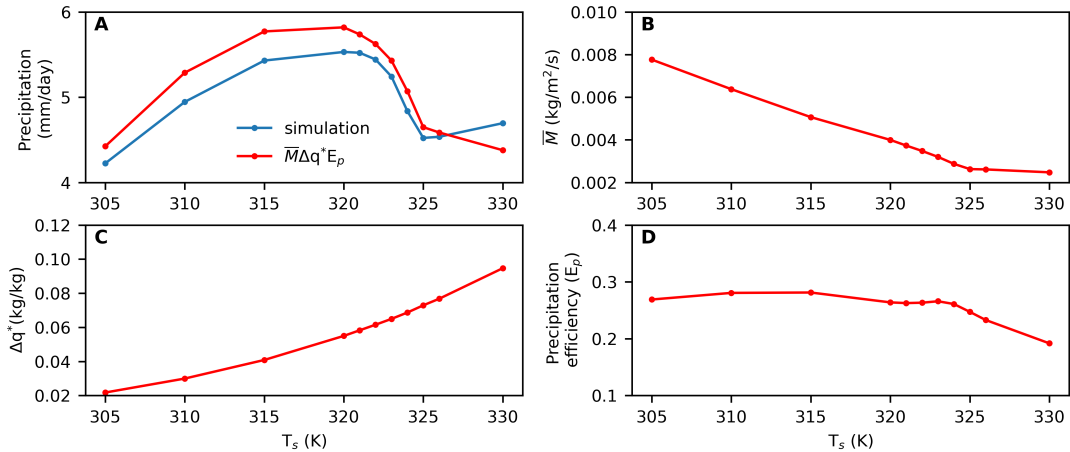 A
Precipitation
(mm/day)
6
5
4
simulation
M̅Δq*E_p
305 310 315 320 325 330
B
M̅ (kg/m²/s)
0.010
0.008
0.006
0.004
0.002
305 310 315 320 325 330
C
Δq*(kg/kg)
0.12
0.10
0.08
0.06
0.04
0.02
305 310 315 320 325 330
T_s (K)
D
Precipitation
efficiency (E_p)
0.4
0.3
0.2
0.1
305 310 315 320 325 330
T_s (K)